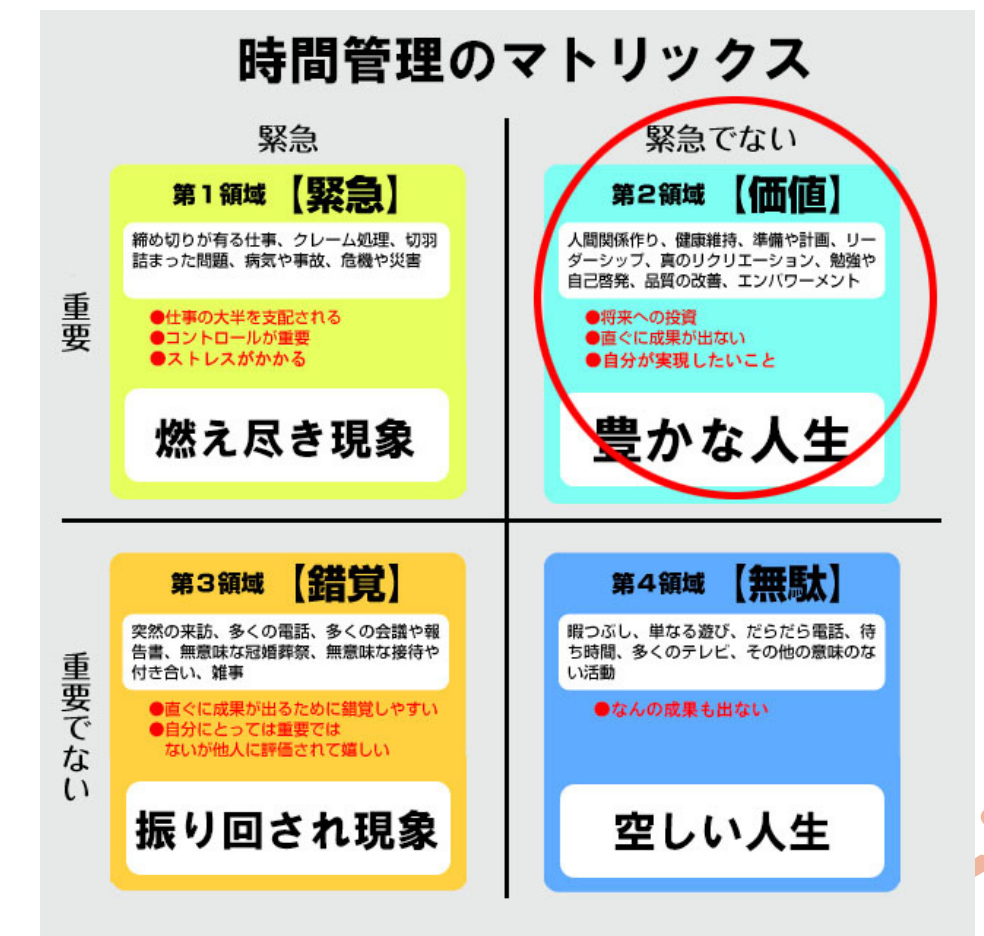 時間管理のマトリックス
緊急
緊急でない
重要
第1領域【緊急】
締め切りが有る仕事、クレーム処理、切羽
詰まった問題、病気や事故、危機や災害
●仕事の大半を支配される
●コントロールが重要
●ストレスがかかる
燃え尽き現象
第2領域【価値】
人間関係作り、健康維持、準備や計画、リー
ダーシップ、真のリクリエーション、勉強や
自己啓発、品質の改善、エンパワーメント
●将来への投資
●直ぐに成果が出ない
●自分が実現したいこと
豊かな人生
重要でない
第3領域【錯覚】
突然の来訪、多くの電話、多くの会議や報
告書、無意味な冠婚葬祭、無意味な接待や
付き合い、雑事
●直ぐに成果が出るために錯覚しやすい
●自分にとっては重要では
ないが他人に評価されて嬉しい
振り回され現象
第4領域【無駄】
暇つぶし、単なる遊び、だらだら電話、待
ち時間、多くのテレビ、その他の意味のな
い活動
●なんの成果も出ない
空しい人生